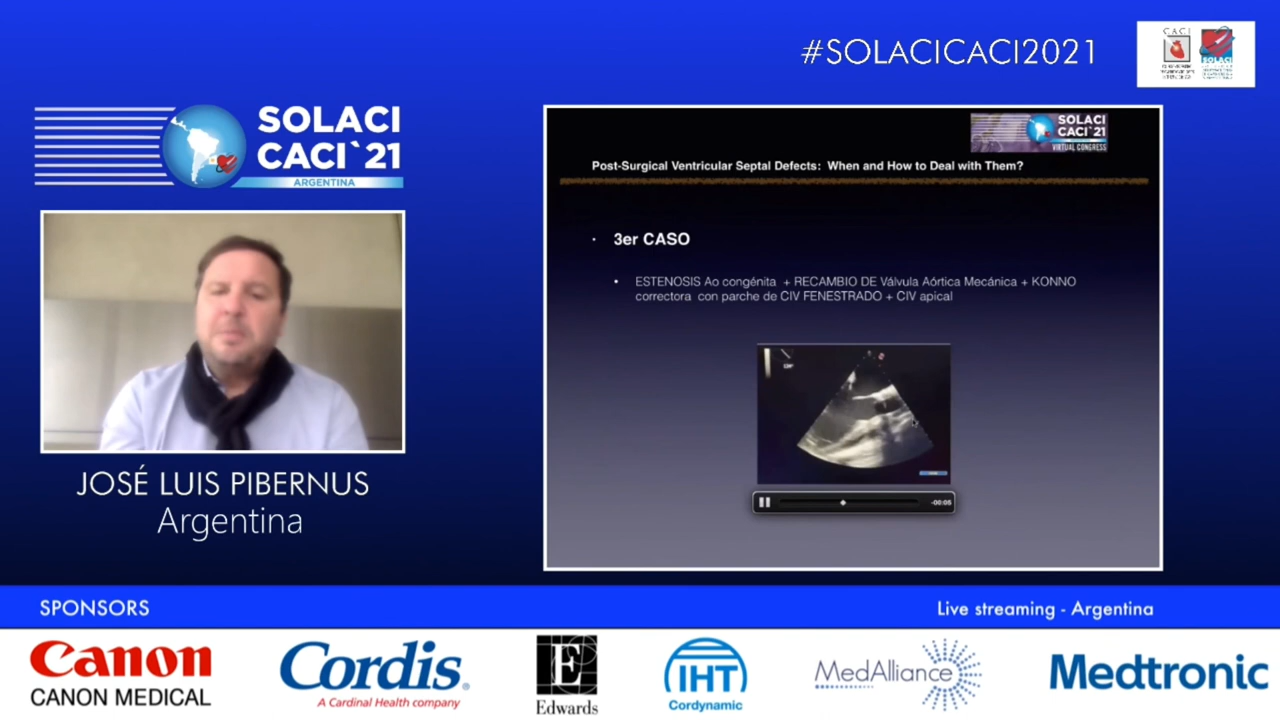 #SOLACICACI2021
CACI
SOLACI
SOLACI
CACI`21
ARGENTINA
SOLACI
CACI`21
VIRTUAL CONGRESS
Post-Surgical Ventricular Septal Defects: When and How to Deal with Them?
• 3er CASO
• ESTENOSIS Ao congénita + RECAMBIO DE Válvula Aórtica Mecánica + KONNO
correctora con parche de CIV FENESTRADO + CIV apical
-00:05
JOSÉ LUIS PIBERNUS
Argentina
SPONSORS
Live streaming - Argentina
Canon
CANON MEDICAL
Cordis®
A Cardinal Health company
E
Edwards
IHT
Cordynamic
MedAlliance
Medtronic